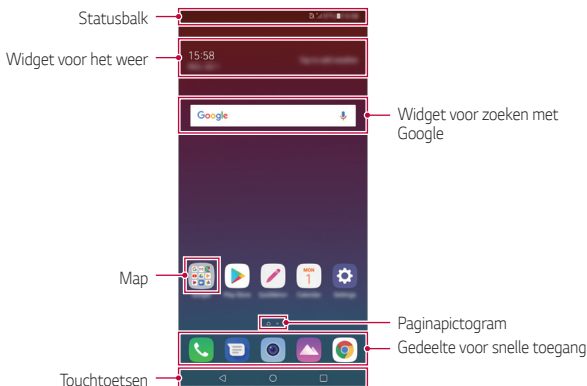 Statusbalk
Widget voor het weer
15:58
Google
Widget voor zoeken met
Google
MON
1
Map
Paginapictogram
Gedeelte voor snelle toegang
Touchtoetsen